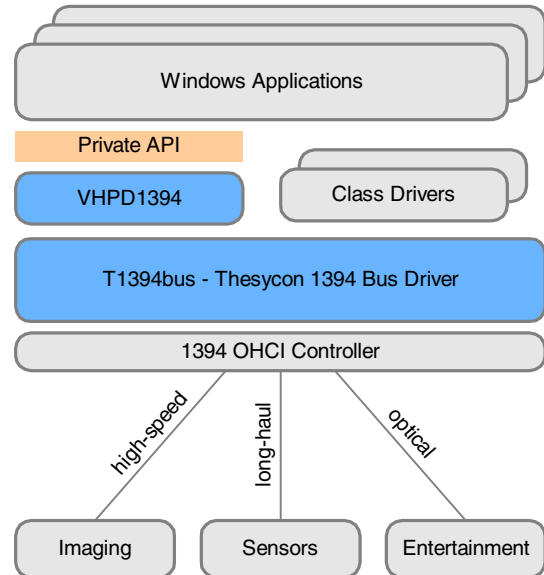 Windows Applications
Private API
VHPD1394
Class Drivers
T1394bus - Thesycon 1394 Bus Driver
1394 OHCI Controller
high-speed
long-haul
optical
Imaging
Sensors
Entertainment